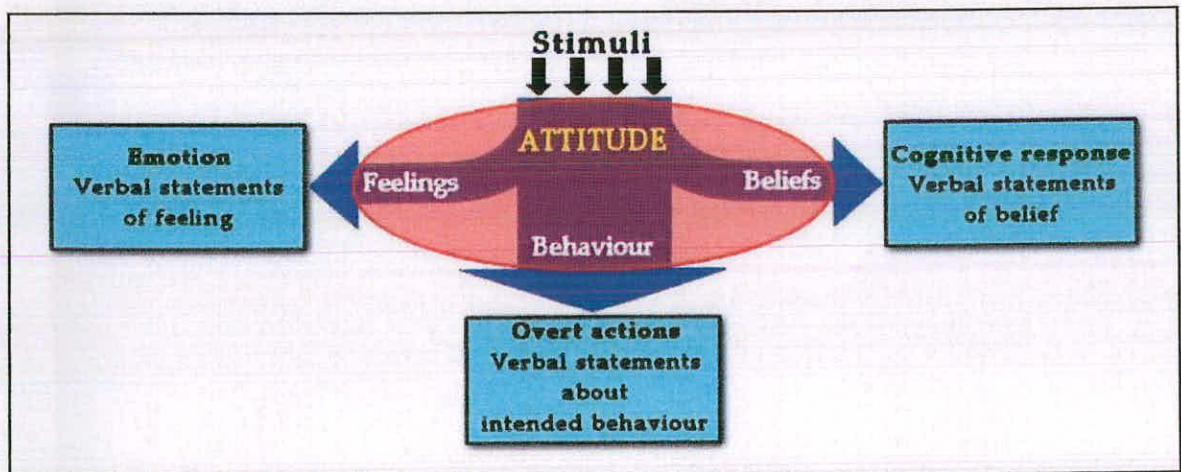 Stimuli
ATTITUDE
Emotion
Verbal statements
of feeling
Feelings
Beliefs
Cognitive response
Verbal statements
of belief
Behaviour
Overt actions
Verbal statements
about
intended behaviour